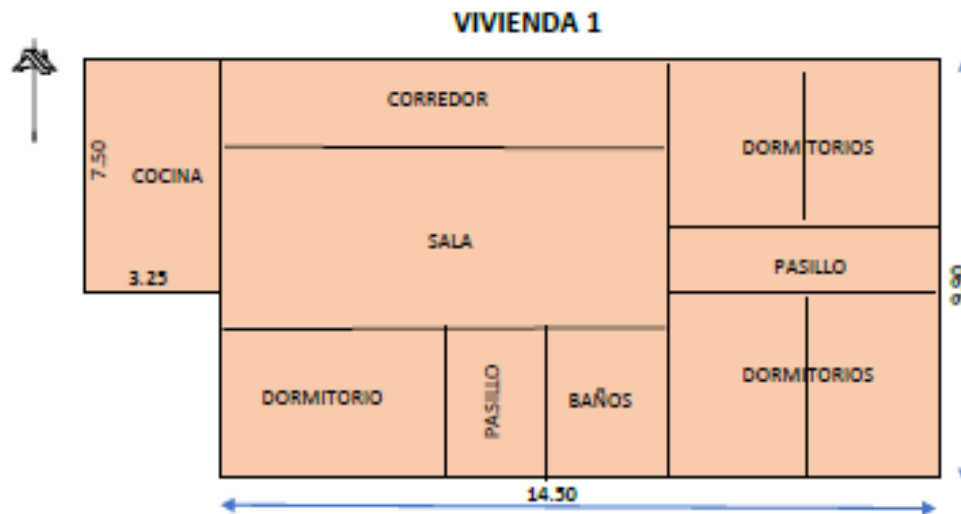 VIVIENDA 1
CORREDOR
DORMITORIOS
7.50
COCINA
SALA
PASILLO
3.25
DORMITORIOS
DORMITORIO
PASILLO
BAÑOS
14.50